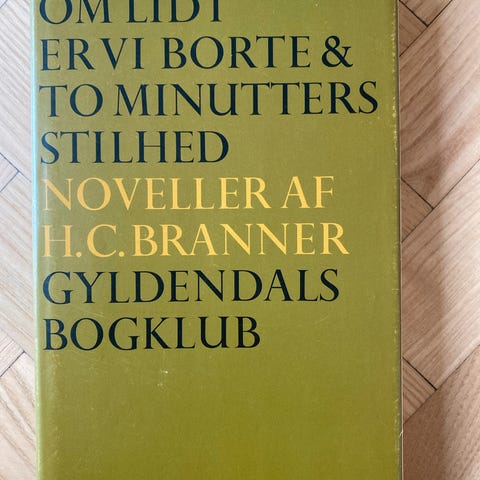 OM LIDT
ER VI BORTE &
TO MINUTTERS
STILHED
NOVELLER AF
H.C. BRANNER
GYLDENDALS
BOGKLUB